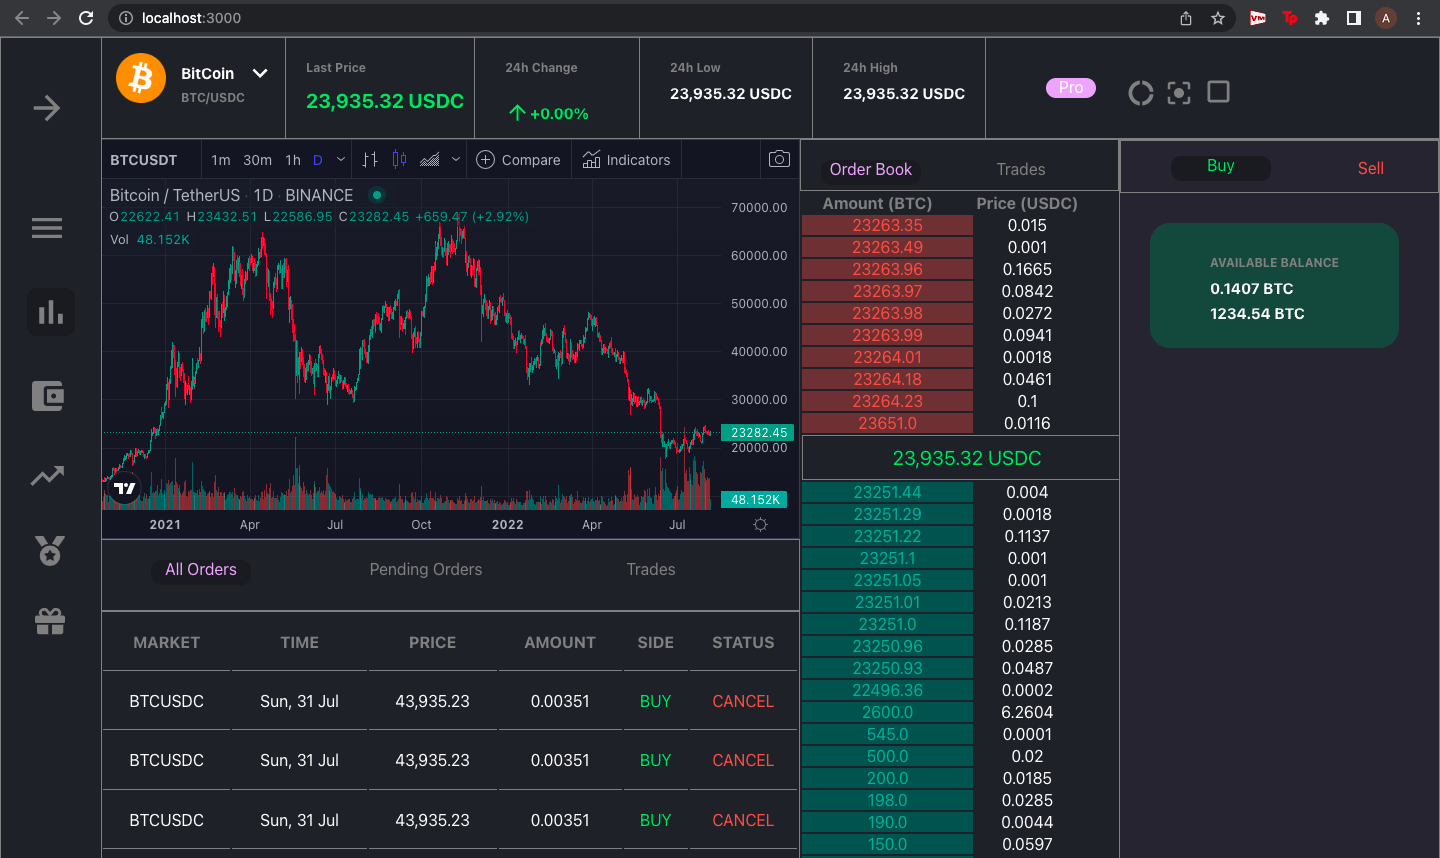 localhost:3000
VM
Tp
A
BitCoin
BTC/USDC
Last Price
23,935.32 USDC
24h Change
+0.00%
24h Low
23,935.32 USDC
24h High
23,935.32 USDC
Pro
BTCUSDT 1m 30m 1h D Compare Indicators
Bitcoin / TetherUS · 1D · BINANCE
O22622.41 H23432.51 L22586.95 C23282.45 +659.47 (+2.92%)
Vol 48.152K
70000.00
60000.00
50000.00
40000.00
30000.00
23282.45
20000.00
48.152K
2021 Apr Jul Oct 2022 Apr Jul
All Orders Pending Orders Trades
MARKET TIME PRICE AMOUNT SIDE STATUS
BTCUSDC Sun, 31 Jul 43,935.23 0.00351 BUY CANCEL
BTCUSDC Sun, 31 Jul 43,935.23 0.00351 BUY CANCEL
BTCUSDC Sun, 31 Jul 43,935.23 0.00351 BUY CANCEL
Order Book Trades
Amount (BTC) Price (USDC)
23263.35 0.015
23263.49 0.001
23263.96 0.1665
23263.97 0.0842
23263.98 0.0272
23263.99 0.0941
23264.01 0.0018
23264.18 0.0461
23264.23 0.1
23651.0 0.0116
23,935.32 USDC
23251.44 0.004
23251.29 0.0018
23251.22 0.1137
23251.1 0.001
23251.05 0.001
23251.01 0.0213
23251.0 0.1187
23250.96 0.0285
23250.93 0.0487
22496.36 0.0002
2600.0 6.2604
545.0 0.0001
500.0 0.02
200.0 0.0185
198.0 0.0285
190.0 0.0044
150.0 0.0597
Buy Sell
AVAILABLE BALANCE
0.1407 BTC
1234.54 BTC